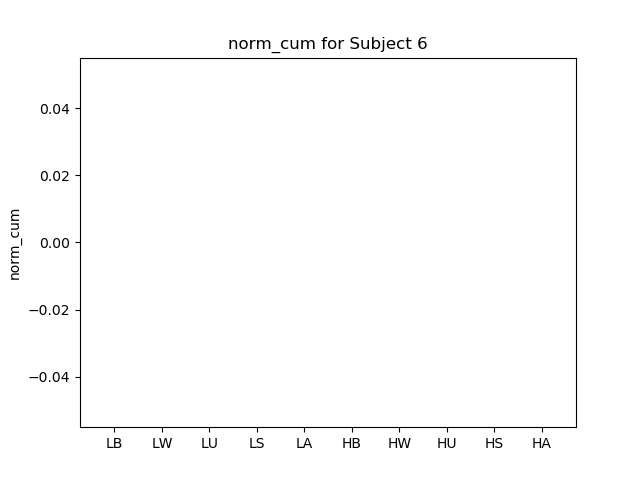 norm_cum for Subject 6
0.04
0.02
0.00
−0.02
−0.04
norm_cum
LB LW LU LS LA HB HW HU HS HA